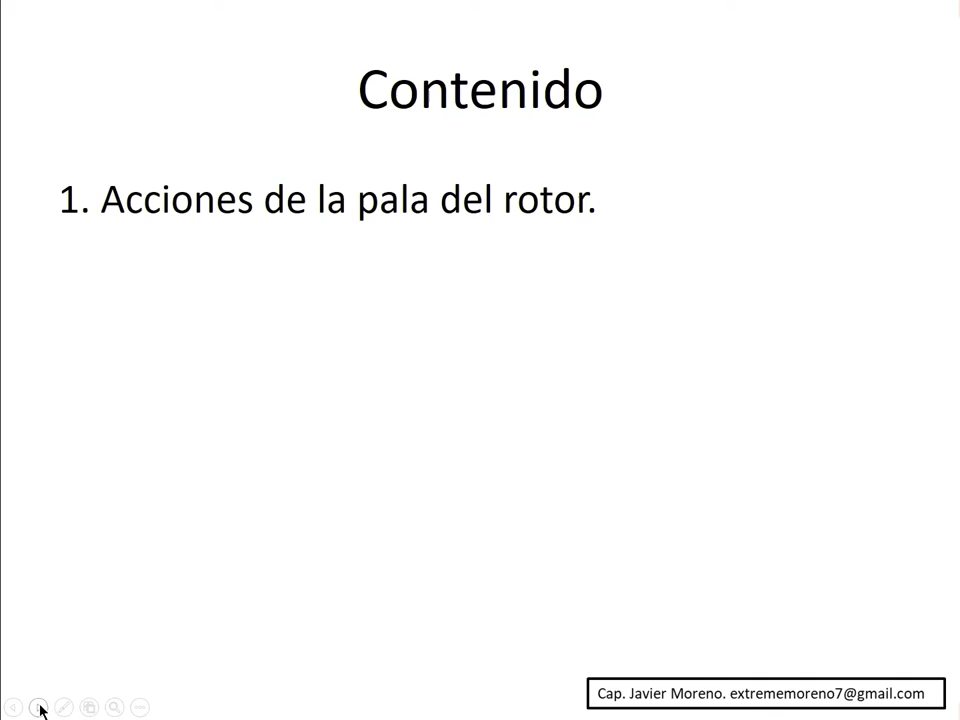 Contenido
1. Acciones de la pala del rotor.
Cap. Javier Moreno. extrememoreno7@gmail.com